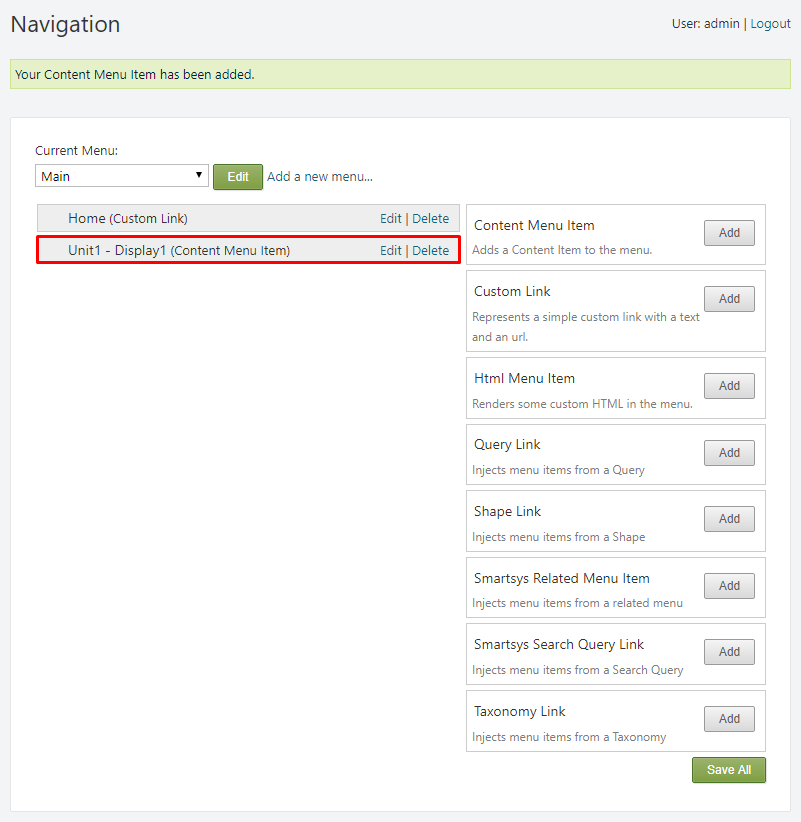 Navigation
User: admin | Logout
Your Content Menu Item has been added.
Current Menu:
Main
Edit
Add a new menu...
Home (Custom Link)
Edit | Delete
Unit1 - Display1 (Content Menu Item)
Edit | Delete
Content Menu Item
Add
Adds a Content Item to the menu.
Custom Link
Add
Represents a simple custom link with a text
and an url.
Html Menu Item
Add
Renders some custom HTML in the menu.
Query Link
Add
Injects menu items from a Query
Shape Link
Add
Injects menu items from a Shape
Smartsys Related Menu Item
Add
Injects menu items from a related menu
Smartsys Search Query Link
Add
Injects menu items from a Search Query
Taxonomy Link
Add
Injects menu items from a Taxonomy
Save All